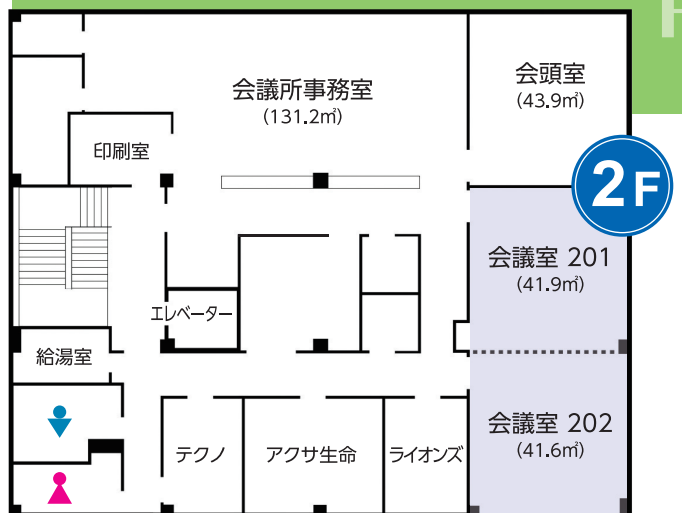 会議所事務室
(131.2㎡)
会頭室
(43.9㎡)
印刷室
2F
会議室 201
(41.9㎡)
エレベーター
給湯室
会議室 202
(41.6㎡)
テクノ
アクサ生命
ライオンズ